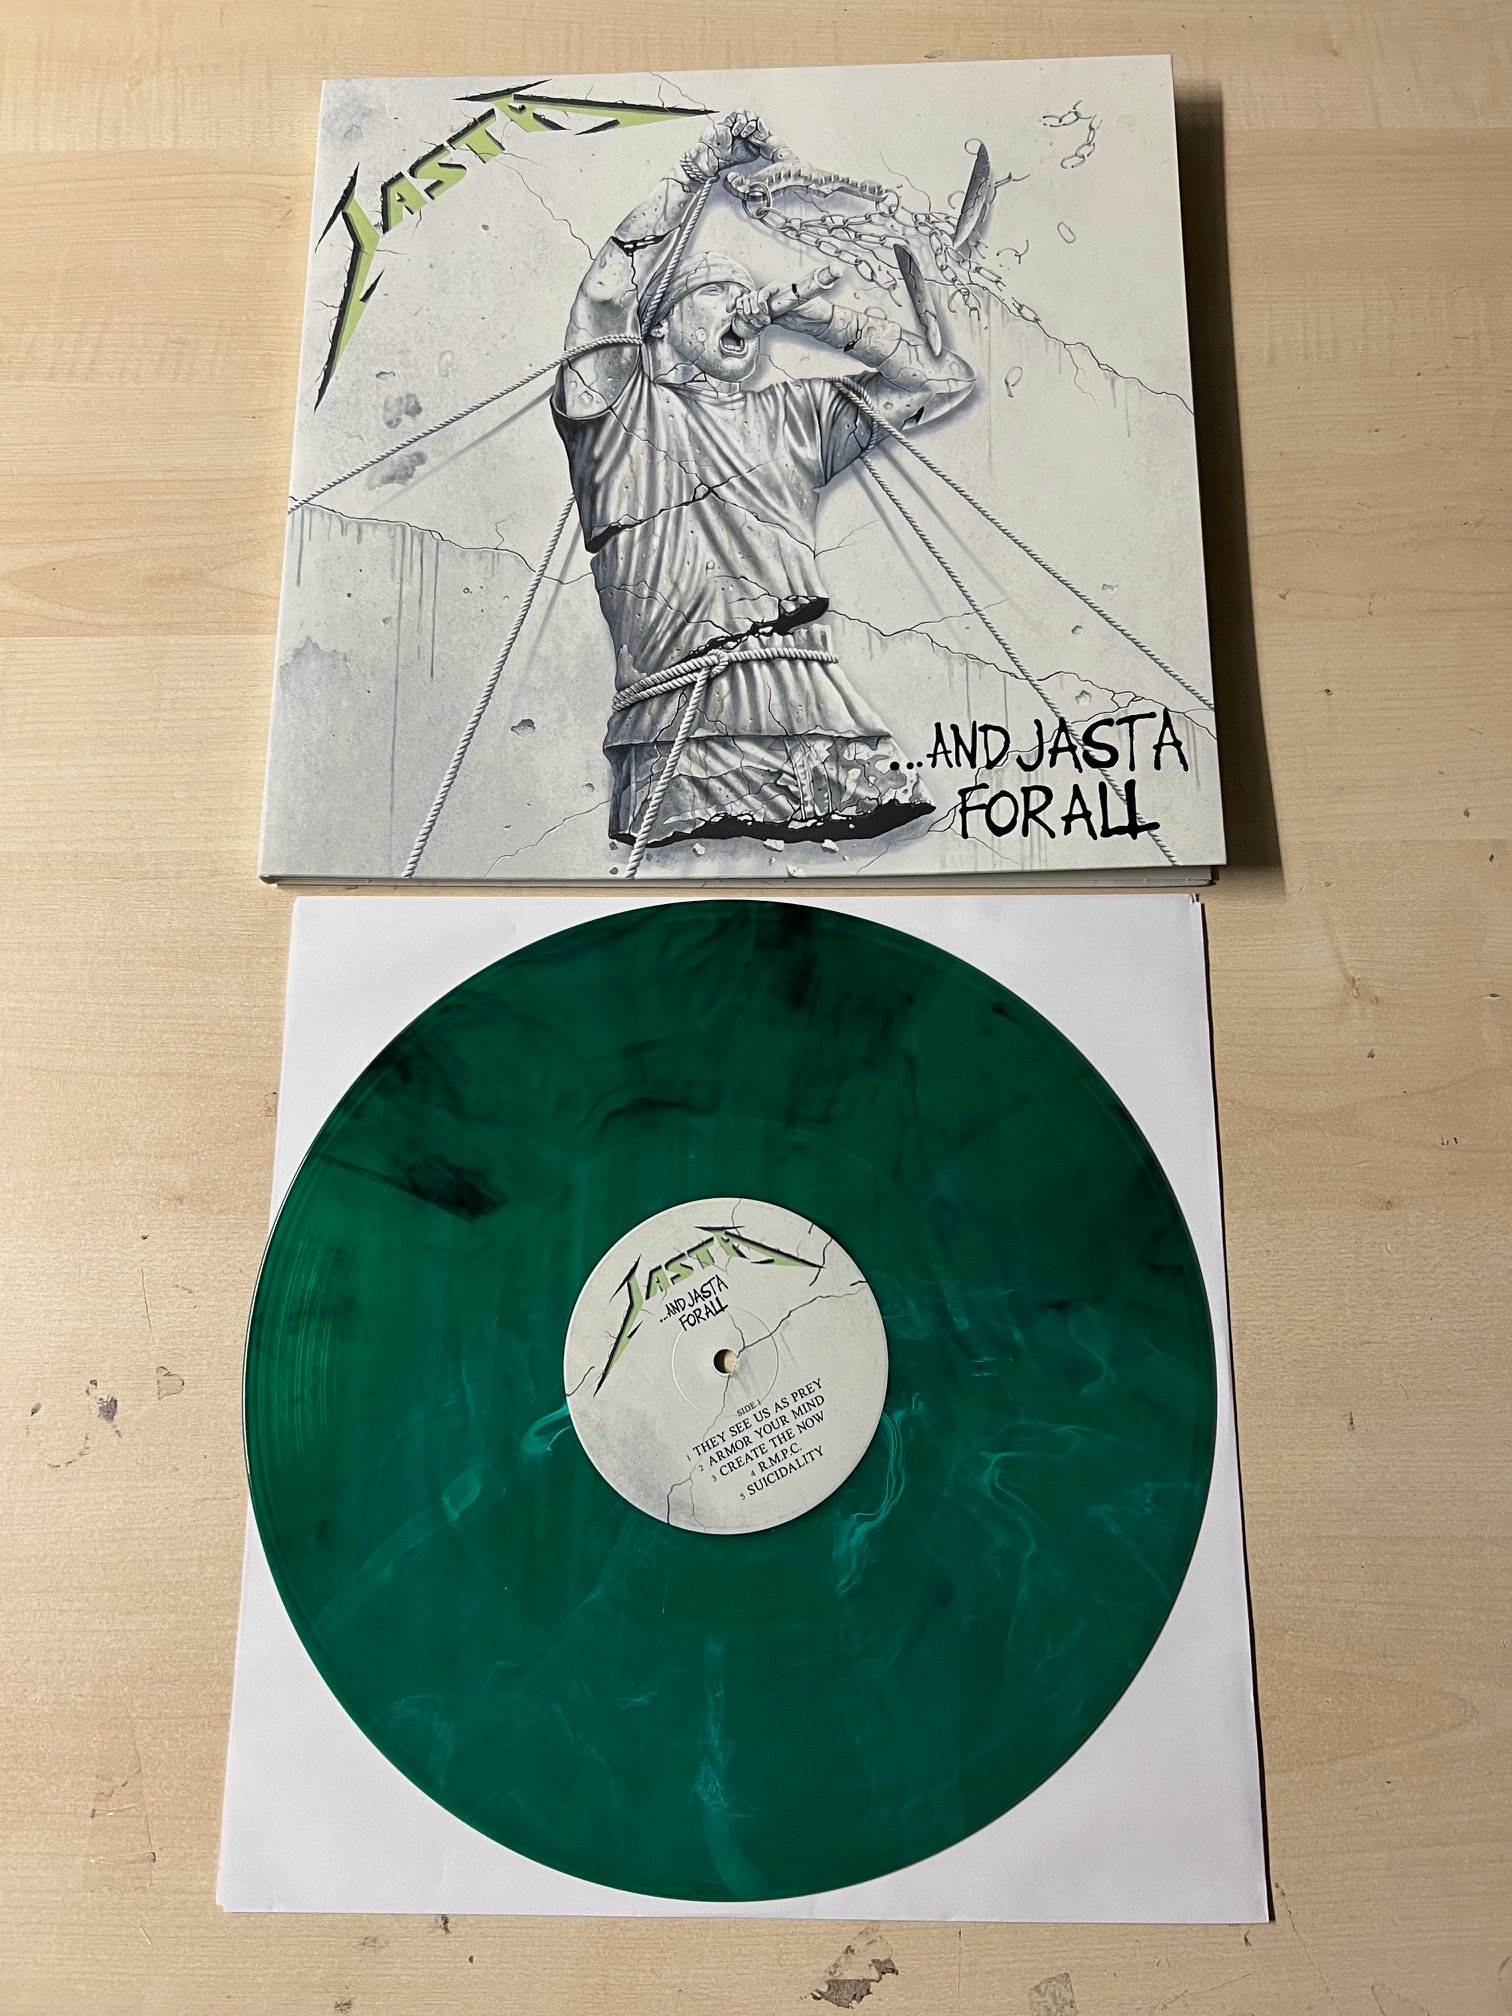 JASTA
...AND JASTA
FOR ALL
JASTA
...AND JASTA
FOR ALL
SIDE 1
1 THEY SEE US AS PREY
2 ARMOR YOUR MIND
3 CREATE THE NOW
4 R.M.P.C.
5 SUICIDALITY